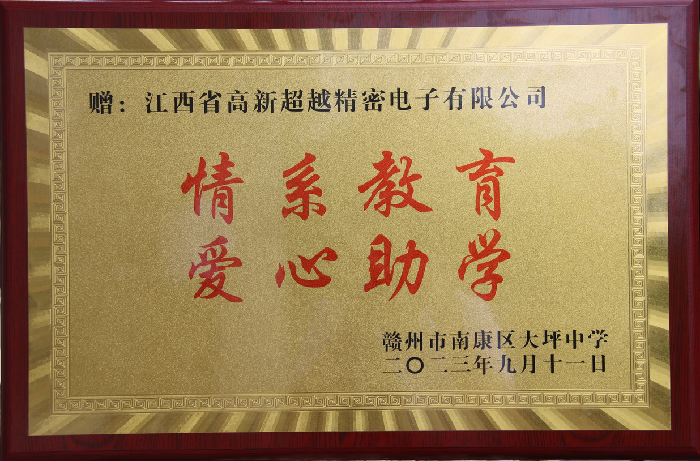 赠：江西省高新超越精密电子有限公司
情系教育
爱心助学
赣州市南康区大坪中学
二〇二三年九月十一日